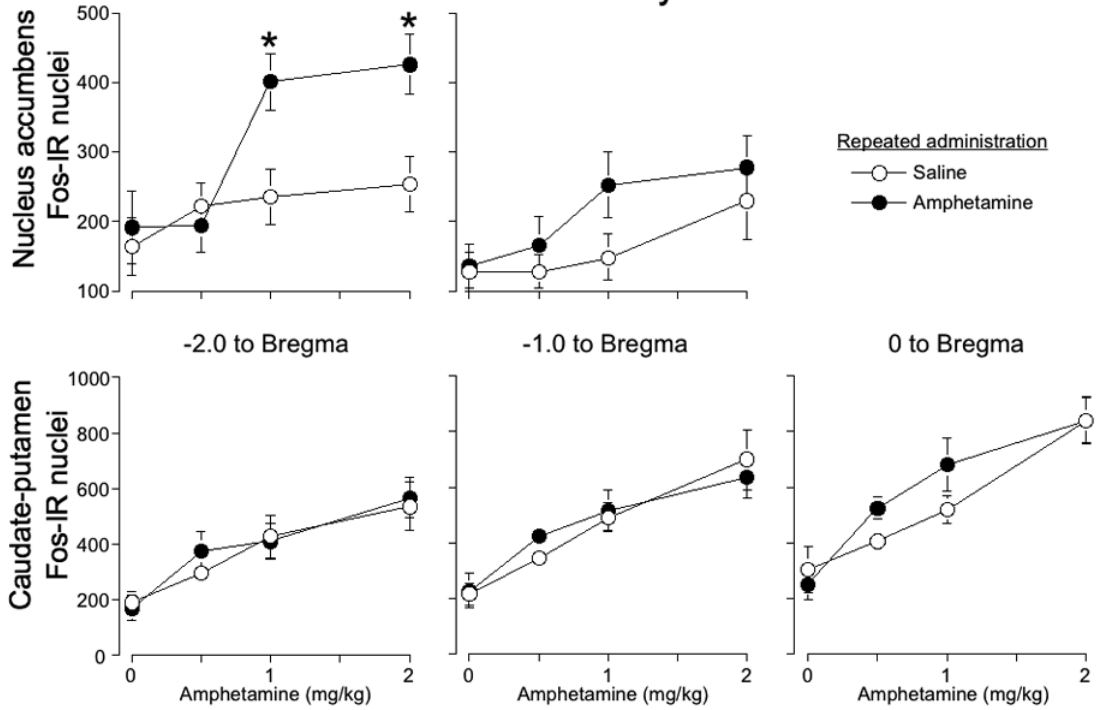 y
Nucleus accumbens
Fos-IR nuclei
500
400
300
200
100
*
*
Repeated administration
Saline
Amphetamine
-2.0 to Bregma
-1.0 to Bregma
0 to Bregma
Caudate-putamen
Fos-IR nuclei
1000
800
600
400
200
0
0 1 2
Amphetamine (mg/kg)
0 1 2
Amphetamine (mg/kg)
0 1 2
Amphetamine (mg/kg)